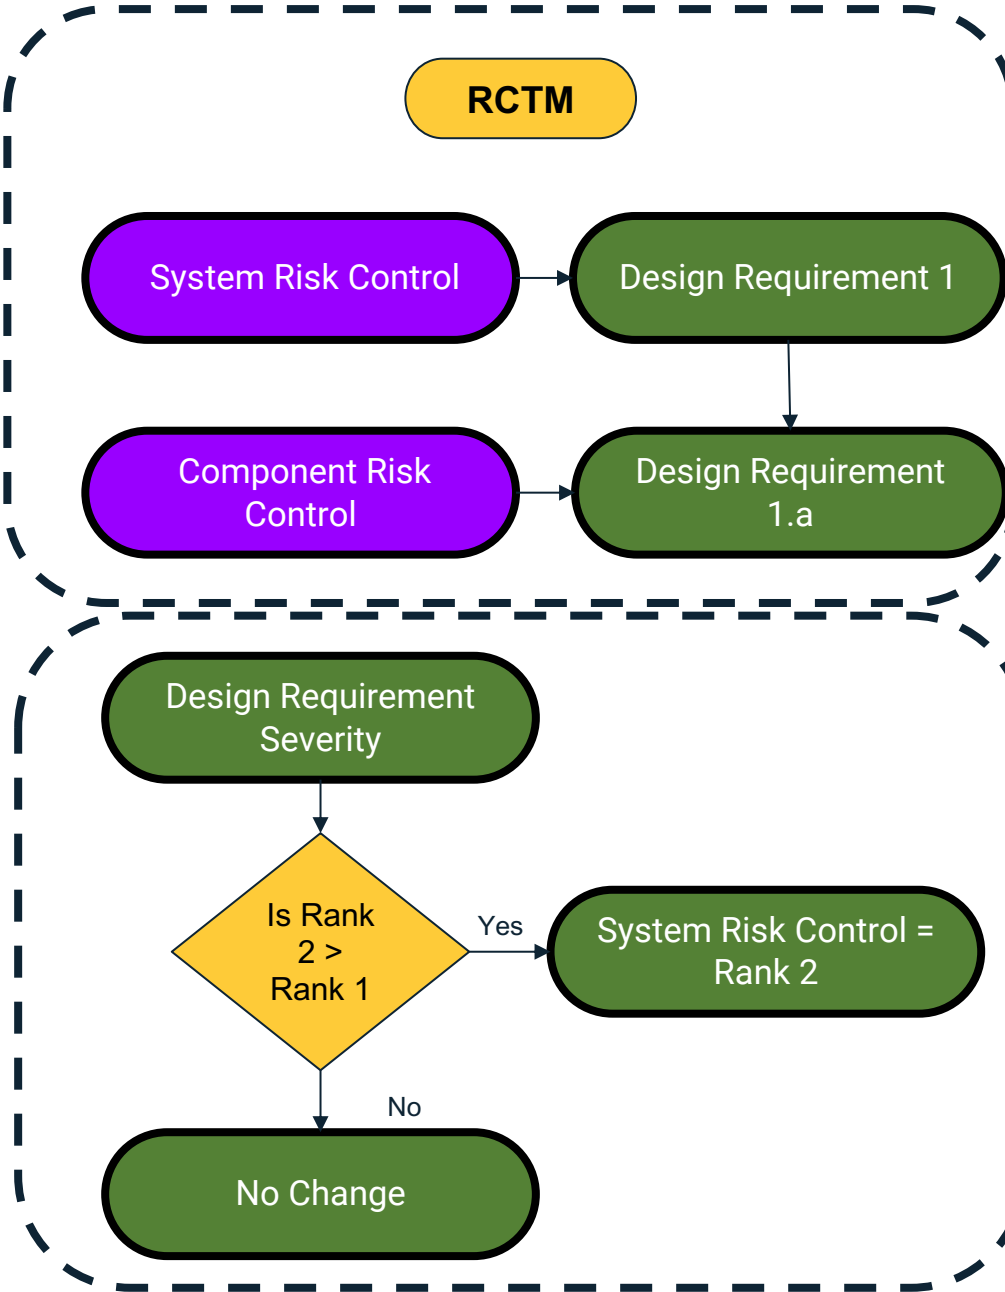 RCTM
System Risk Control
Design Requirement 1
Component Risk
Control
Design Requirement
1.a
Design Requirement
Severity
Is Rank
2 >
Rank 1
Yes
System Risk Control =
Rank 2
No
No Change